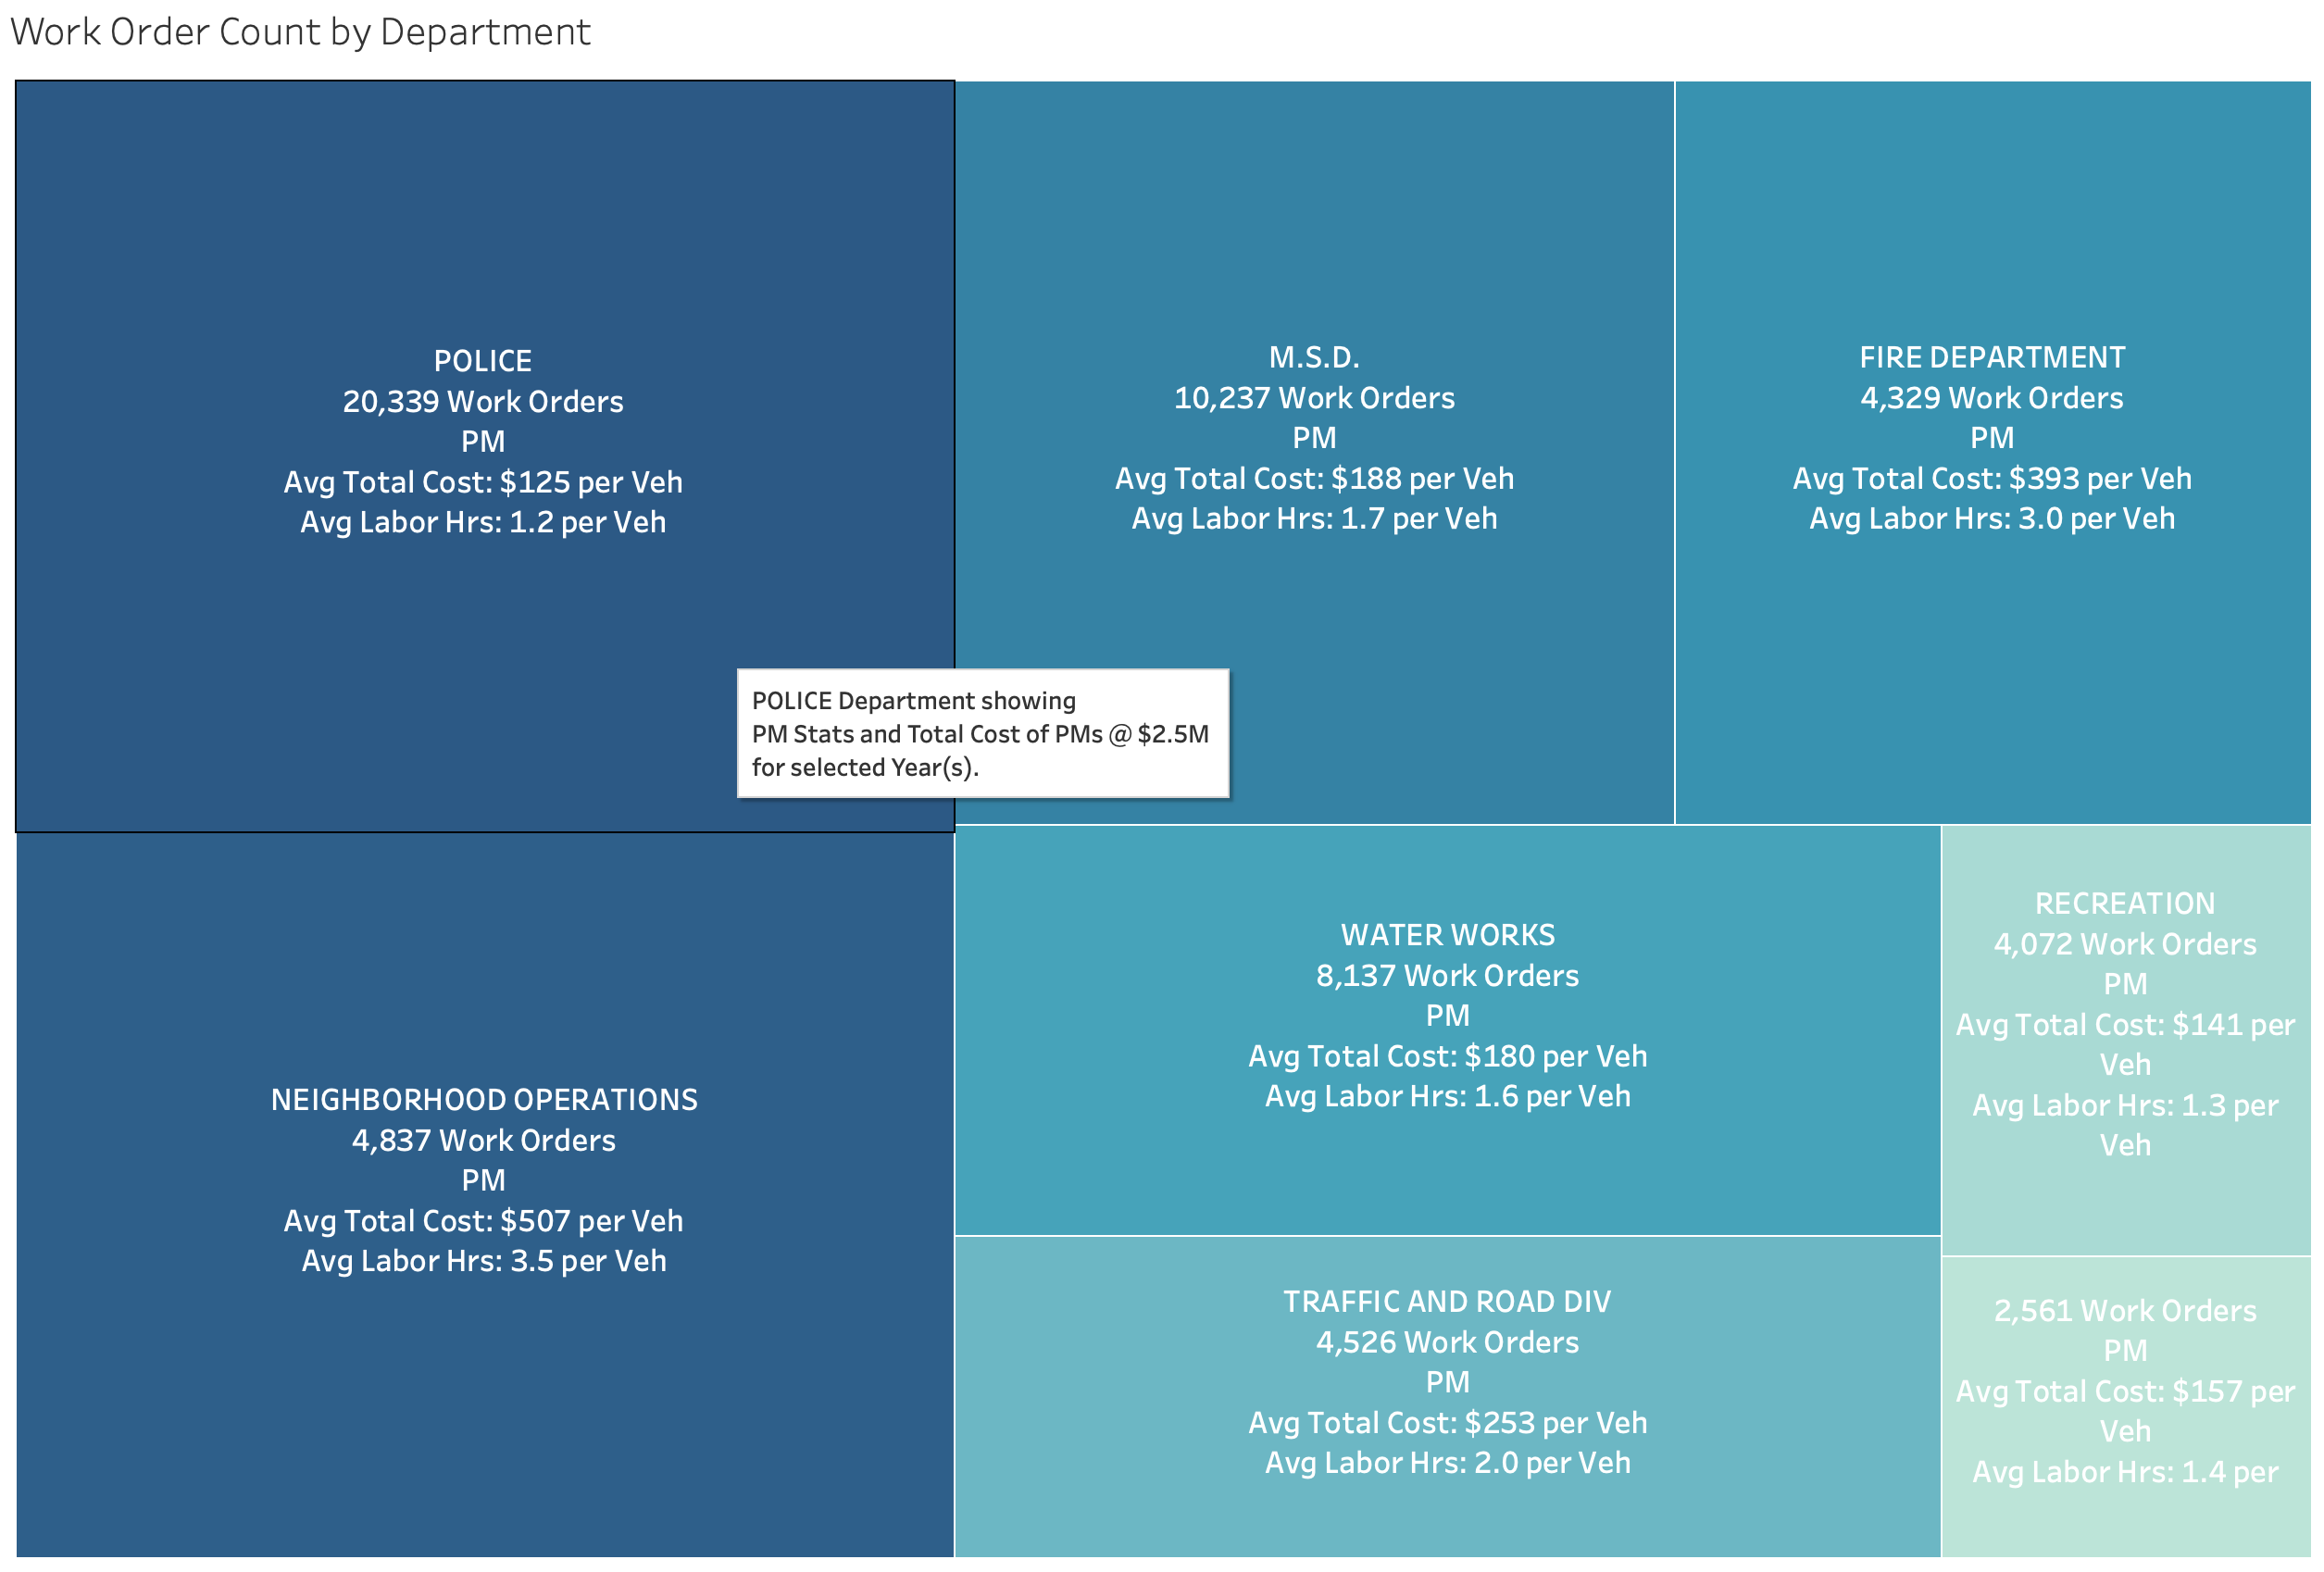 Work Order Count by Department
POLICE
20,339 Work Orders
PM
Avg Total Cost: $125 per Veh
Avg Labor Hrs: 1.2 per Veh
M.S.D.
10,237 Work Orders
PM
Avg Total Cost: $188 per Veh
Avg Labor Hrs: 1.7 per Veh
FIRE DEPARTMENT
4,329 Work Orders
PM
Avg Total Cost: $393 per Veh
Avg Labor Hrs: 3.0 per Veh
POLICE Department showing
PM Stats and Total Cost of PMs @ $2.5M
for selected Year(s).
NEIGHBORHOOD OPERATIONS
4,837 Work Orders
PM
Avg Total Cost: $507 per Veh
Avg Labor Hrs: 3.5 per Veh
WATER WORKS
8,137 Work Orders
PM
Avg Total Cost: $180 per Veh
Avg Labor Hrs: 1.6 per Veh
TRAFFIC AND ROAD DIV
4,526 Work Orders
PM
Avg Total Cost: $253 per Veh
Avg Labor Hrs: 2.0 per Veh
RECREATION
4,072 Work Orders
PM
Avg Total Cost: $141 per
Veh
Avg Labor Hrs: 1.3 per
Veh
2,561 Work Orders
PM
Avg Total Cost: $157 per
Veh
Avg Labor Hrs: 1.4 per